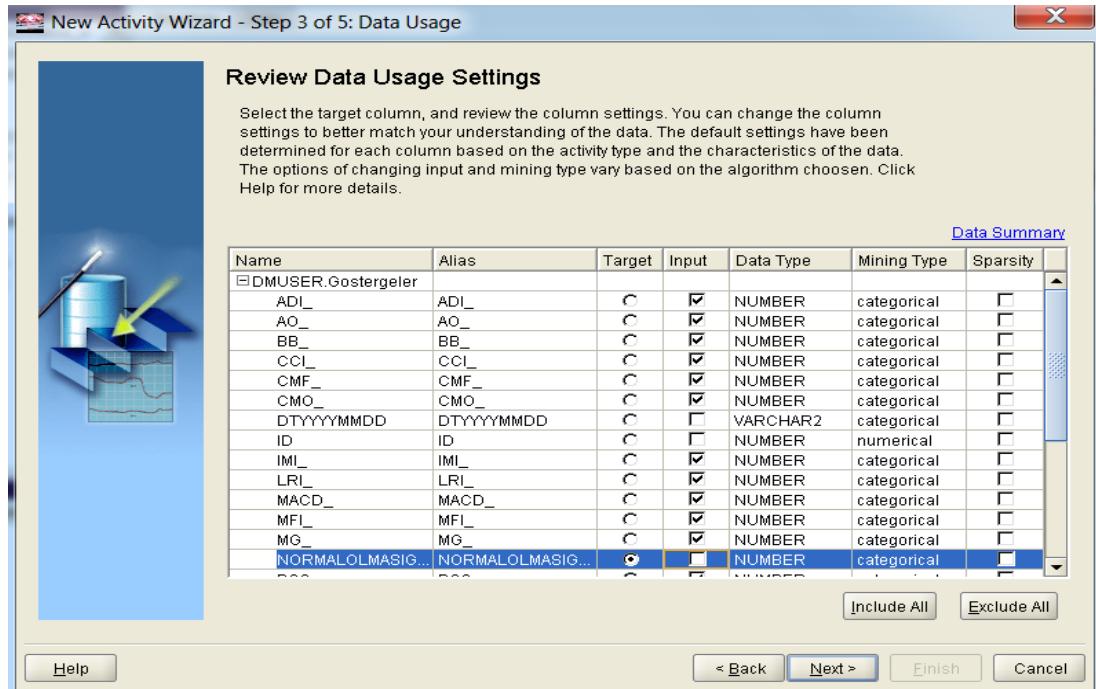 New Activity Wizard - Step 3 of 5: Data Usage
Review Data Usage Settings
Select the target column, and review the column settings. You can change the column
settings to better match your understanding of the data. The default settings have been
determined for each column based on the activity type and the characteristics of the data.
The options of changing input and mining type vary based on the algorithm choosen. Click
Help for more details.
Data Summary
Name Alias Target Input Data Type Mining Type Sparsity
DMUSER.Gostergeler
ADI_ ADI_ NUMBER categorical
AO_ AO_ NUMBER categorical
BB_ BB_ NUMBER categorical
CCI_ CCI_ NUMBER categorical
CMF_ CMF_ NUMBER categorical
CMO_ CMO_ NUMBER categorical
DTYYYYMMDD DTYYYYMMDD VARCHAR2 categorical
ID ID NUMBER numerical
IMI_ IMI_ NUMBER categorical
LRI_ LRI_ NUMBER categorical
MACD_ MACD_ NUMBER categorical
MFI_ MFI_ NUMBER categorical
MG_ MG_ NUMBER categorical
NORMALOLMASIG... NORMALOLMASIG... NUMBER categorical
Include All Exclude All
Help < Back Next > Finish Cancel